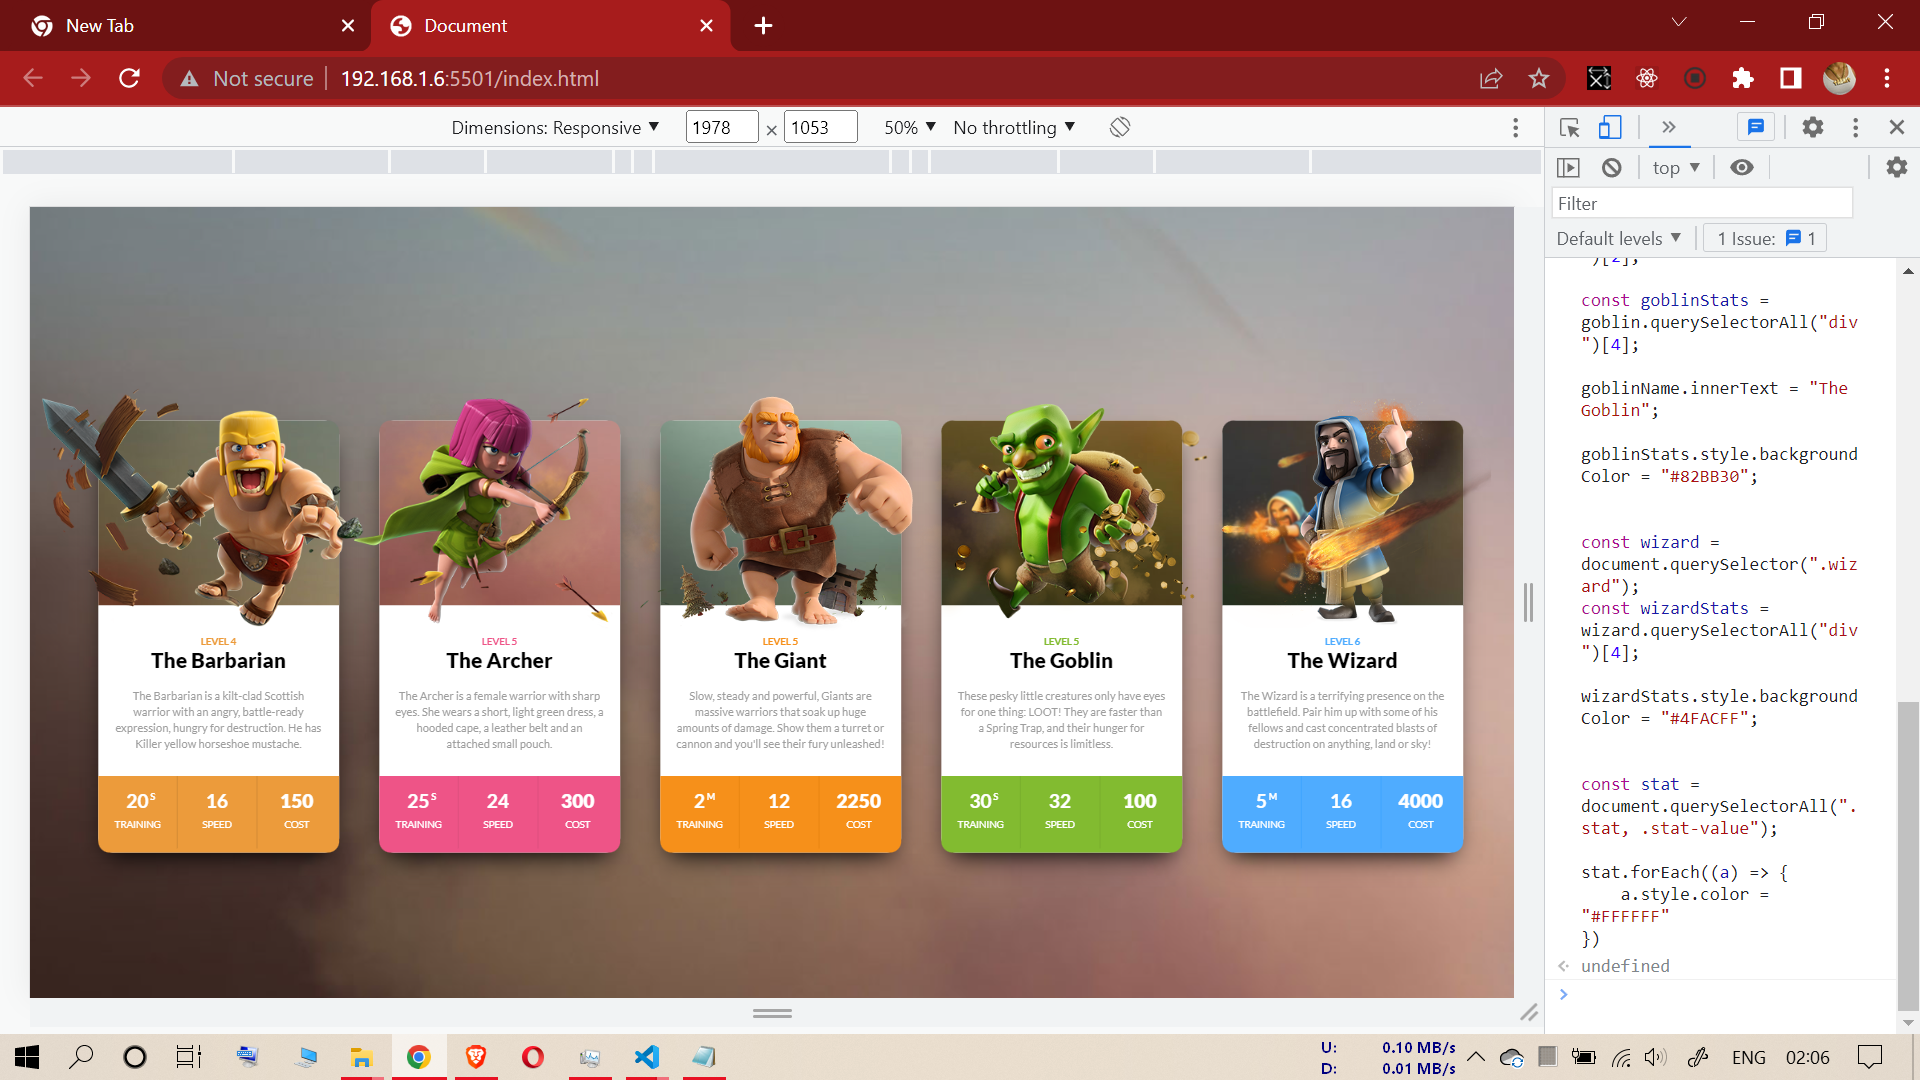 New Tab
Document
Not secure
192.168.1.6:5501/index.html
Dimensions: Responsive
1978 × 1053
50%
No throttling
top
Filter
Default levels
1 Issue: 1
const goblinStats =
goblin.querySelectorAll("div
")[4];
goblinName.innerText = "The
Goblin";
goblinStats.style.background
Color = "#82BB30";
const wizard =
document.querySelector(".wiz
ard");
const wizardStats =
wizard.querySelectorAll("div
")[4];
wizardStats.style.background
Color = "#4FACFF";
const stat =
document.querySelectorAll(".
stat, .stat-value");
stat.forEach((a) => {
a.style.color =
"#FFFFFF"
})
undefined
LEVEL 4
The Barbarian
The Barbarian is a kilt-clad Scottish
warrior with an angry, battle-ready
expression, hungry for destruction. He has
Killer yellow horseshoe mustache.
20S 16 150
TRAINING SPEED COST
LEVEL 5
The Archer
The Archer is a female warrior with sharp
eyes. She wears a short, light green dress, a
hooded cape, a leather belt and an
attached small pouch.
25S 24 300
TRAINING SPEED COST
LEVEL 5
The Giant
Slow, steady and powerful, Giants are
massive warriors that soak up huge
amounts of damage. Show them a turret or
cannon and you'll see their fury unleashed!
2M 12 2250
TRAINING SPEED COST
LEVEL 5
The Goblin
These pesky little creatures only have eyes
for one thing: LOOT! They are faster than
a Spring Trap, and their hunger for
resources is limitless.
30S 32 100
TRAINING SPEED COST
LEVEL 6
The Wizard
The Wizard is a terrifying presence on the
battlefield. Pair him up with some of his
fellows and cast concentrated blasts of
destruction on anything, land or sky!
5M 16 4000
TRAINING SPEED COST
U: 0.10 MB/s
D: 0.01 MB/s
ENG
02:06